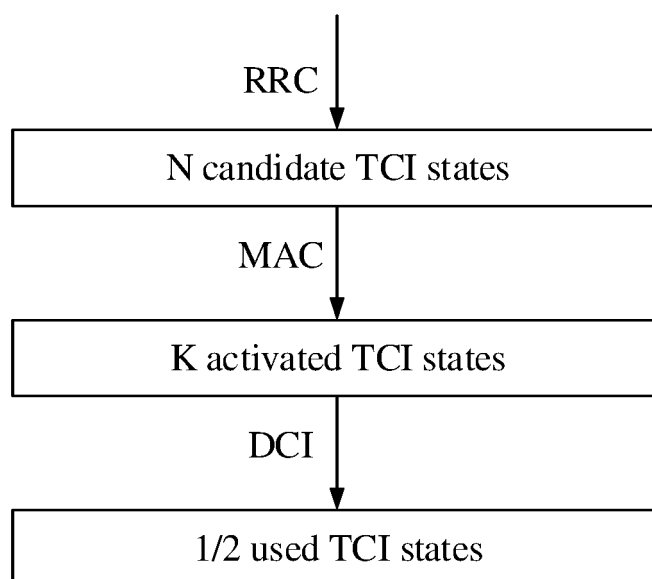 RRC
N candidate TCI states
MAC
K activated TCI states
DCI
1/2 used TCI states